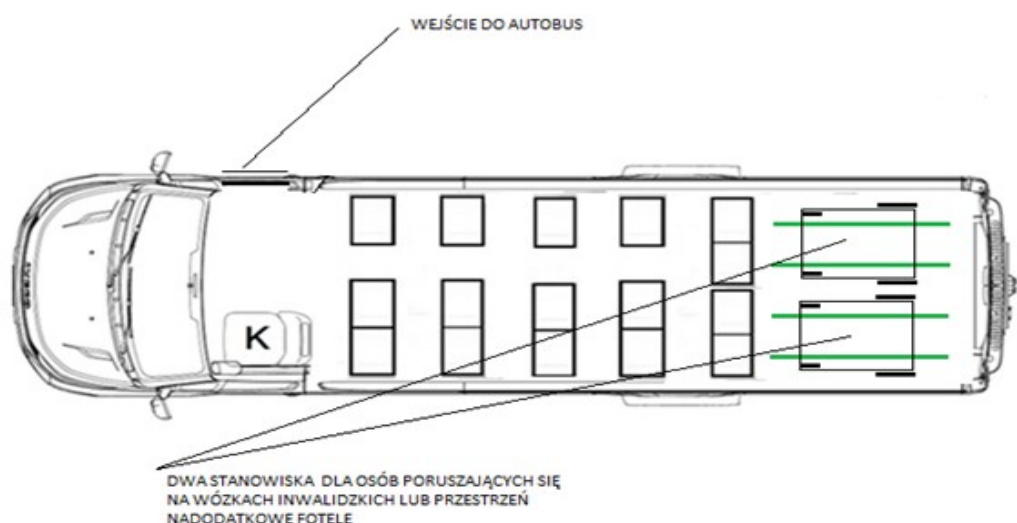 WEJŚCIE DO AUTOBUS
K
DWA STANOWISKA DLA OSÓB PORUSZAJĄCYCH SIĘ
NA WÓZKACH INWALIDZKICH LUB PRZESTRZEŃ
NADODATKOWE FOTELE